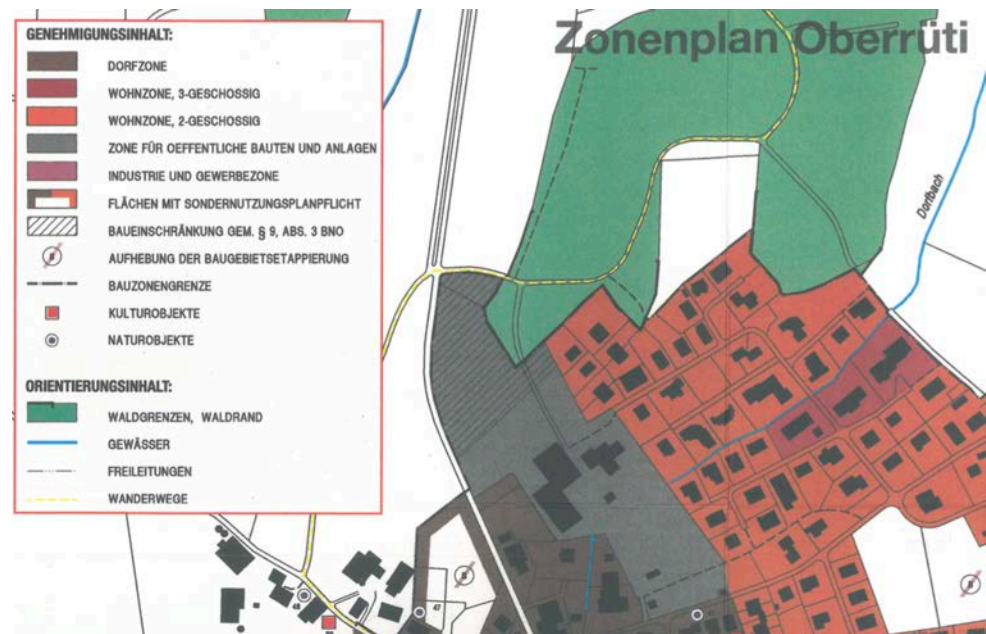 Zonenplan Oberrüti
GENEHMIGUNGSINHALT:
DORFZONE
WOHNZONE, 3-GESCHOSSIG
WOHNZONE, 2-GESCHOSSIG
ZONE FÜR OEFFENTLICHE BAUTEN UND ANLAGEN
INDUSTRIE UND GEWERBEZONE
FLÄCHEN MIT SONDERNUTZUNGSPLANPFLICHT
BAUEINSCHRÄNKUNG GEM. § 9, ABS. 3 BNO
AUFHEBUNG DER BAUGEBIETSETAPPIERUNG
BAUZONENGRENZE
KULTUROBJEKTE
NATUROBJEKTE
ORIENTIERUNGSINHALT:
WALDGRENZEN, WALDRAND
GEWÄSSER
FREILEITUNGEN
WANDERWEGE
Dorfbach
47
48